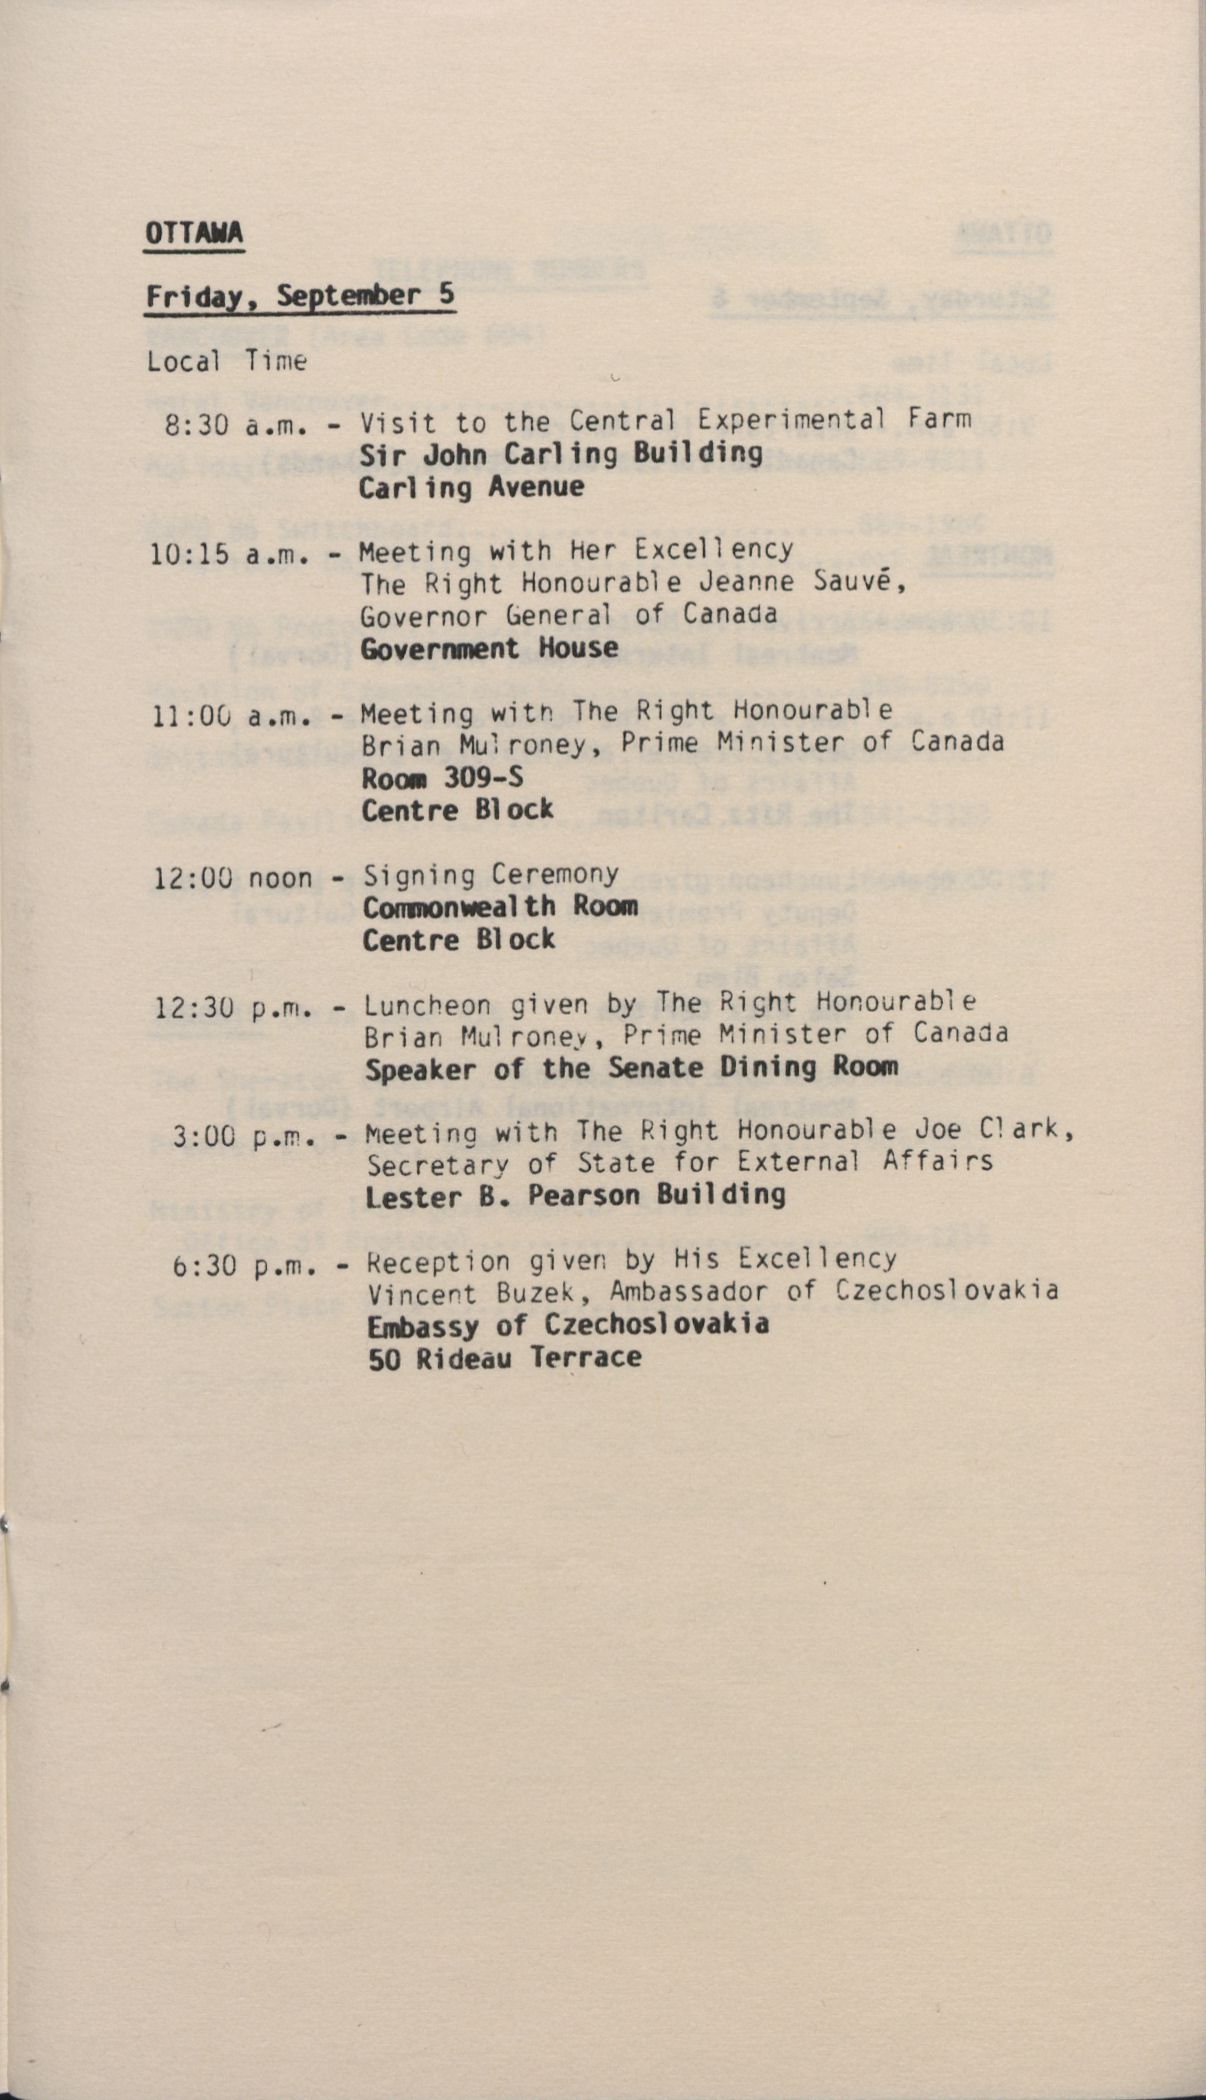 OTTAWA
Friday, September 5
Local Time
8:30 a.m. - Visit to the Central Experimental Farm
Sir John Carling Building
Carling Avenue
10:15 a.m. - Meeting with Her Excellency
The Right Honourable Jeanne Sauvé,
Governor General of Canada
Government House
11:00 a.m. - Meeting with The Right Honourable
Brian Mulroney, Prime Minister of Canada
Room 309-S
Centre Block
12:00 noon - Signing Ceremony
Commonwealth Room
Centre Block
12:30 p.m. - Luncheon given by The Right Honourable
Brian Mulroney, Prime Minister of Canada
Speaker of the Senate Dining Room
3:00 p.m. - Meeting with The Right Honourable Joe Clark,
Secretary of State for External Affairs
Lester B. Pearson Building
6:30 p.m. - Reception given by His Excellency
Vincent Buzek, Ambassador of Czechoslovakia
Embassy of Czechoslovakia
50 Rideau Terrace